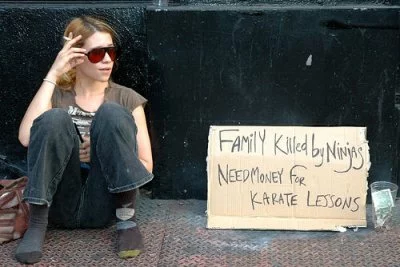 Family Killed by Ninjas
Need Money For
Karate Lessons